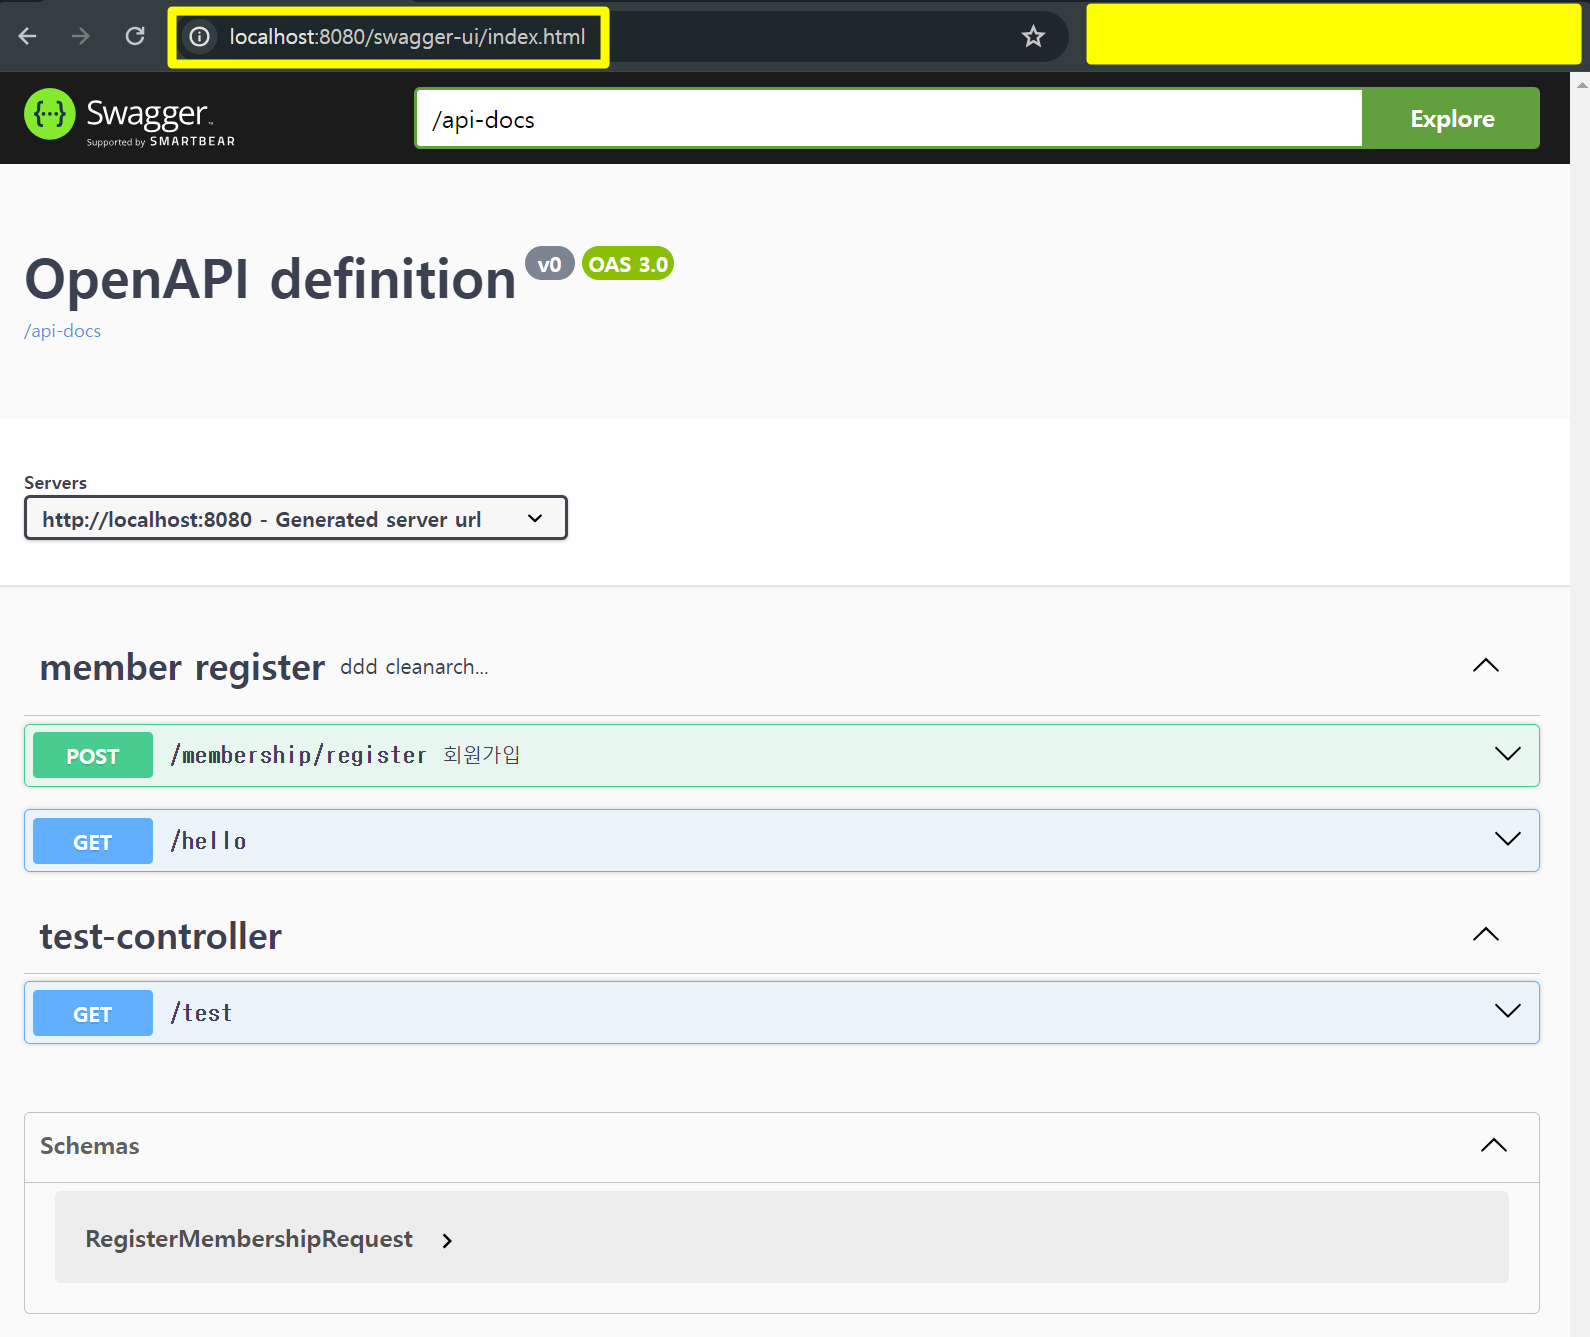 localhost:8080/swagger-ui/index.html
Swagger™
Supported by SMARTBEAR
/api-docs
Explore
OpenAPI definition v0 OAS 3.0
/api-docs
Servers
http://localhost:8080 - Generated server url
member register ddd cleanarch...
POST /membership/register 회원가입
GET /hello
test-controller
GET /test
Schemas
RegisterMembershipRequest